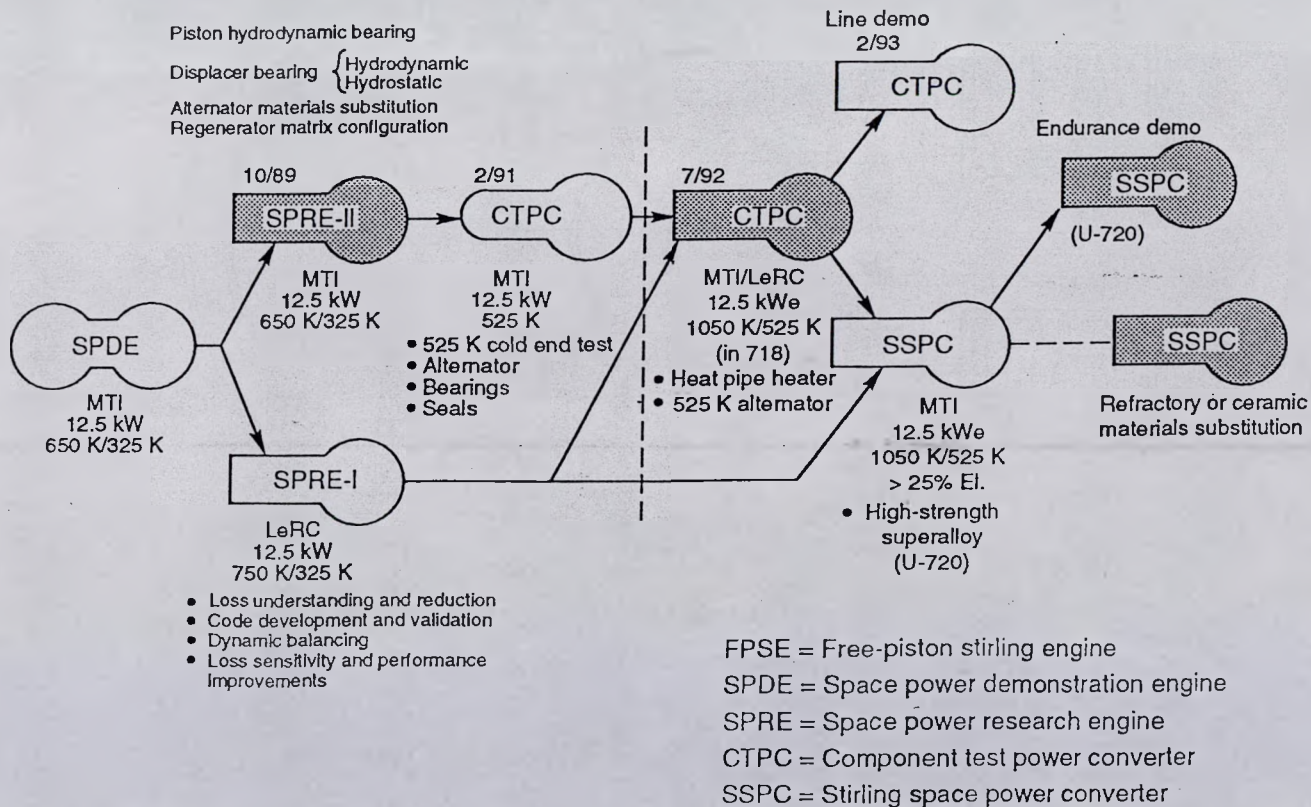 Piston hydrodynamic bearing
Displacer bearing { Hydrodynamic
Hydrostatic
Alternator materials substitution
Regenerator matrix configuration
Line demo
2/93
CTPC
Endurance demo
SSPC
(U-720)
10/89
SPRE-II
MTI
12.5 kW
650 K/325 K
2/91
CTPC
MTI
12.5 kW
525 K
• 525 K cold end test
• Alternator
• Bearings
• Seals
7/92
CTPC
MTI/LeRC
12.5 kWe
1050 K/525 K
(in 718)
• Heat pipe heater
• 525 K alternator
SPDE
MTI
12.5 kW
650 K/325 K
SSPC
MTI
12.5 kWe
1050 K/525 K
> 25% El.
• High-strength
superalloy
(U-720)
SSPC
Refractory or ceramic
materials substitution
SPRE-I
LeRC
12.5 kW
750 K/325 K
• Loss understanding and reduction
• Code development and validation
• Dynamic balancing
• Loss sensitivity and performance
Improvements
FPSE = Free-piston stirling engine
SPDE = Space power demonstration engine
SPRE = Space power research engine
CTPC = Component test power converter
SSPC = Stirling space power converter